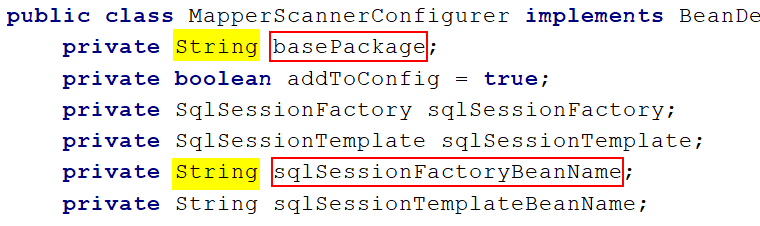 public class MapperScannerConfigurer implements BeanDe
private String basePackage;
private boolean addToConfig = true;
private SqlSessionFactory sqlSessionFactory;
private SqlSessionTemplate sqlSessionTemplate;
private String sqlSessionFactoryBeanName;
private String sqlSessionTemplateBeanName;